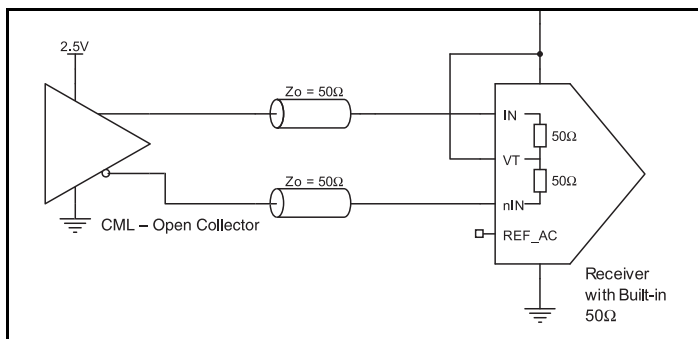 2.5V
Zo = 50Ω
IN
50Ω
VT
50Ω
Zo = 50Ω
nIN
CML – Open Collector
REF_AC
Receiver
with Built-in
50Ω